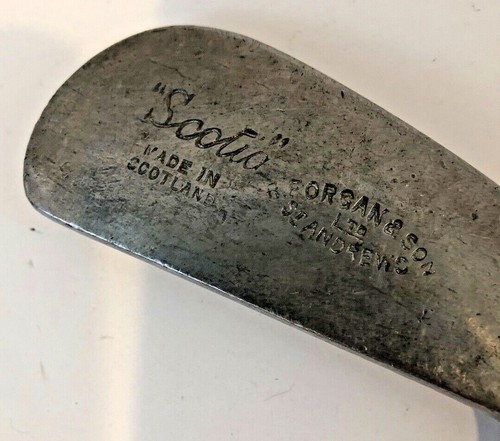 "Scotia"
MADE IN
SCOTLAND
R. FORGAN & SON
LTD
ST. ANDREWS